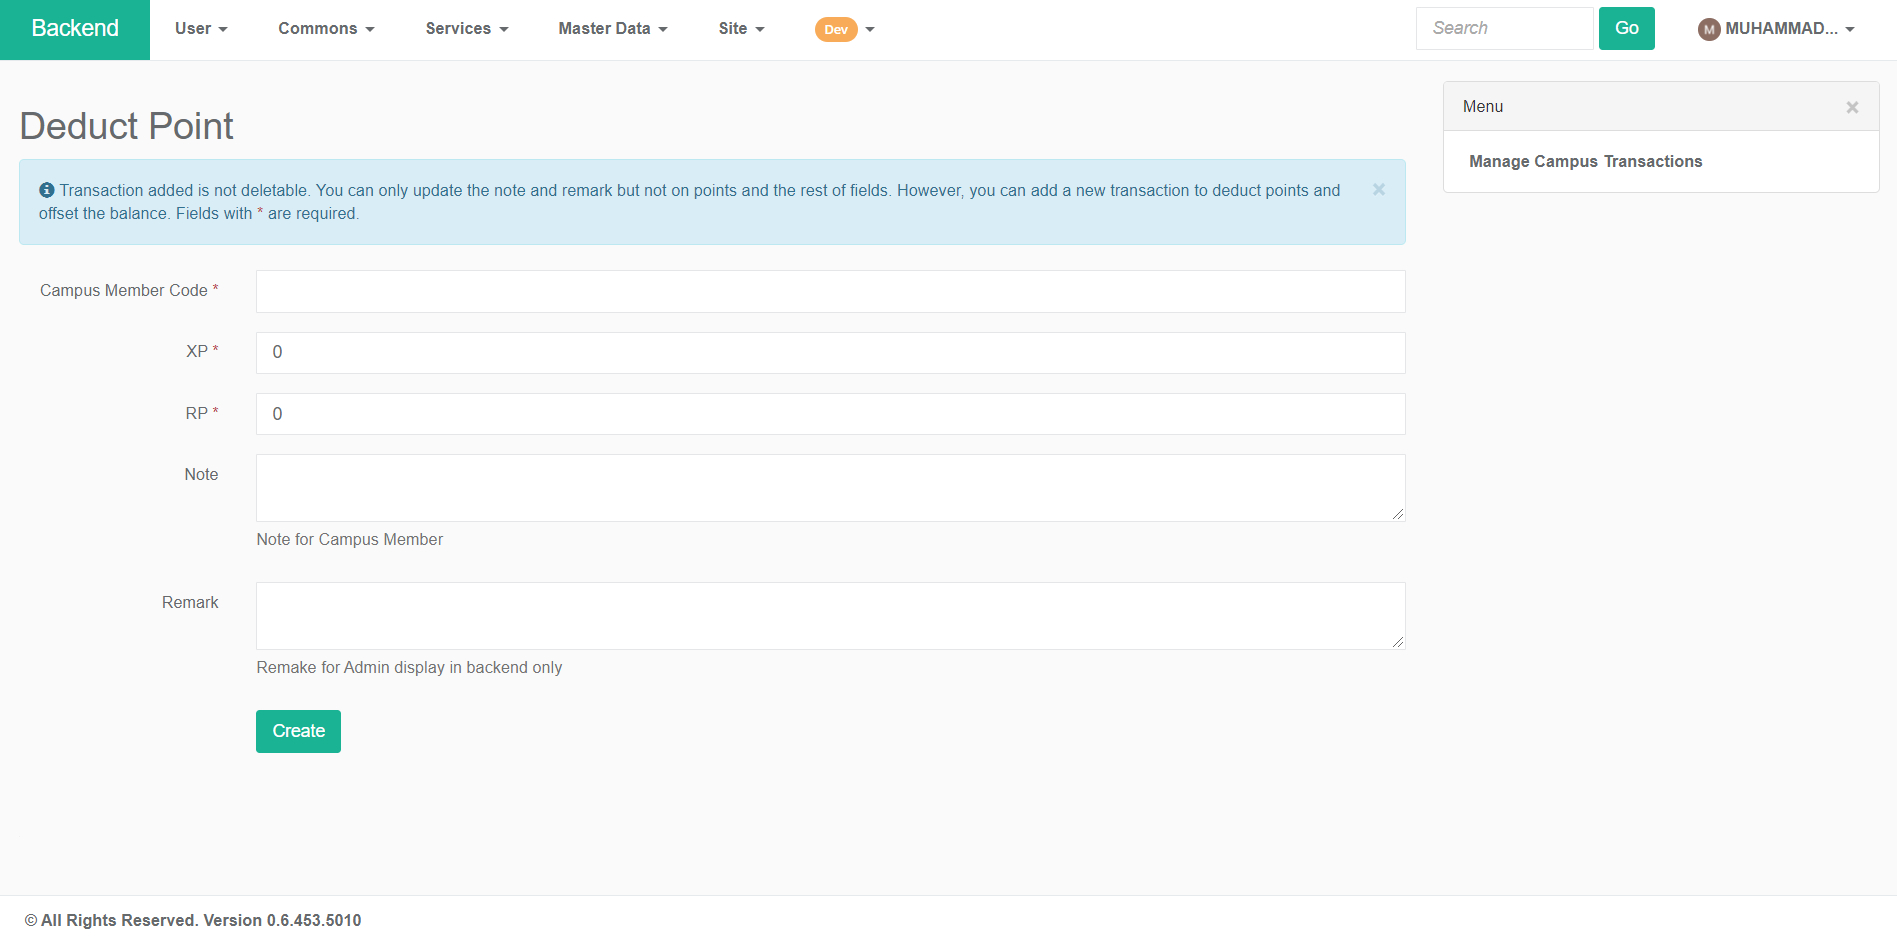 Backend
User
Commons
Services
Master Data
Site
Dev
Search
Go
M MUHAMMAD...
Deduct Point
Transaction added is not deletable. You can only update the note and remark but not on points and the rest of fields. However, you can add a new transaction to deduct points and
offset the balance. Fields with * are required.
Menu
Manage Campus Transactions
Campus Member Code *
XP *
0
RP *
0
Note
Note for Campus Member
Remark
Remake for Admin display in backend only
Create
© All Rights Reserved. Version 0.6.453.5010